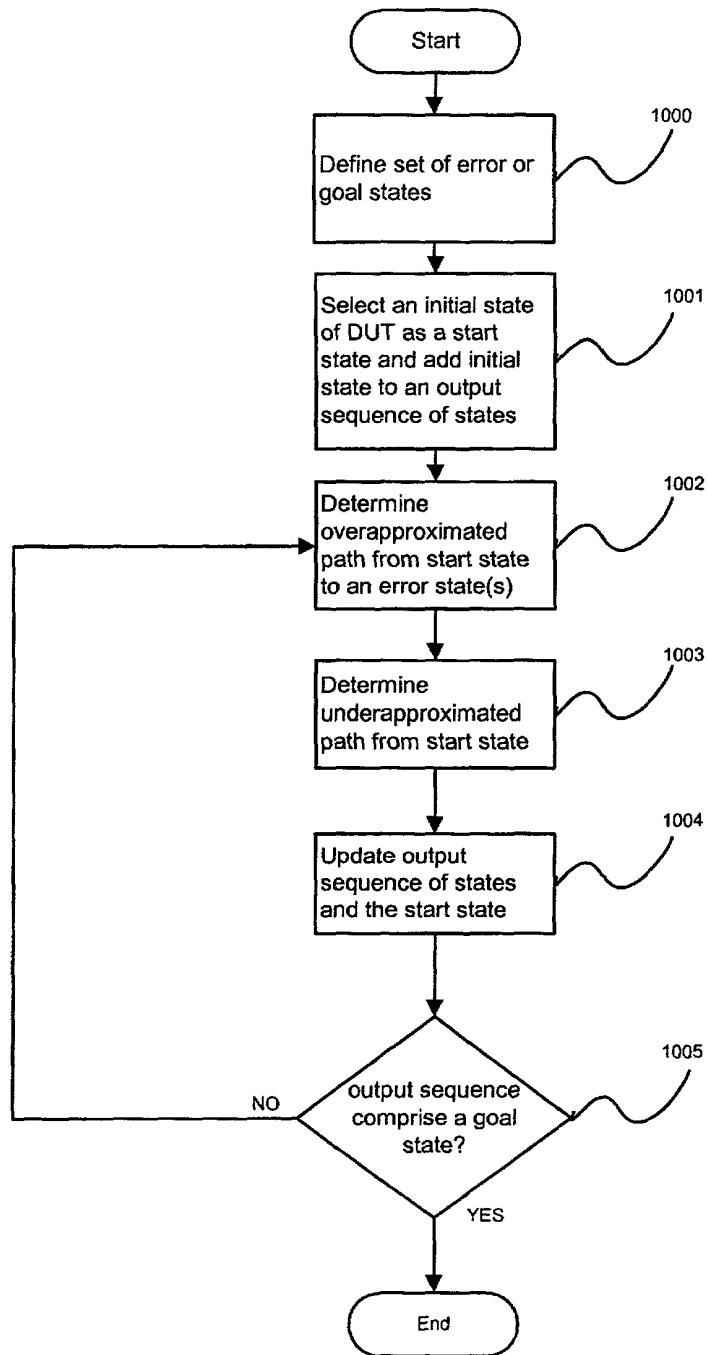 Start
1000
Define set of error or
goal states
1001
Select an initial state
of DUT as a start
state and add initial
state to an output
sequence of states
1002
Determine
overapproximated
path from start state
to an error state(s)
1003
Determine
underapproximated
path from start state
1004
Update output
sequence of states
and the start state
1005
output sequence
comprise a goal
state?
NO
YES
End